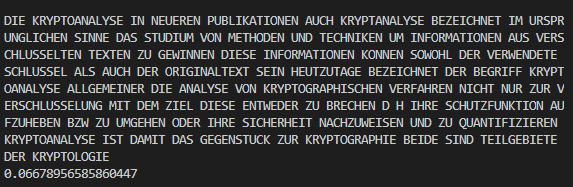 DIE KRYPTOANALYSE IN NEUEREN PUBLIKATIONEN AUCH KRYPTANALYSE BEZEICHNET IM URSPR
UNGLICHEN SINNE DAS STUDIUM VON METHODEN UND TECHNIKEN UM INFORMATIONEN AUS VERS
CHLUSSELTEN TEXTEN ZU GEWINNEN DIESE INFORMATIONEN KONNEN SOWOHL DER VERWENDETE
SCHLUSSEL ALS AUCH DER ORIGINALTEXT SEIN HEUTZUTAGE BEZEICHNET DER BEGRIFF KRYPT
OANALYSE ALLGEMEINER DIE ANALYSE VON KRYPTOGRAPHISCHEN VERFAHREN NICHT NUR ZUR V
ERSCHLUSSELUNG MIT DEM ZIEL DIESE ENTWEDER ZU BRECHEN D H IHRE SCHUTZFUNKTION AU
FZUHEBEN BZW ZU UMGEHEN ODER IHRE SICHERHEIT NACHZUWEISEN UND ZU QUANTIFIZIEREN
KRYPTOANALYSE IST DAMIT DAS GEGENSTUCK ZUR KRYPTOGRAPHIE BEIDE SIND TEILGEBIETE
DER KRYPTOLOGIE
0.06678956585860447